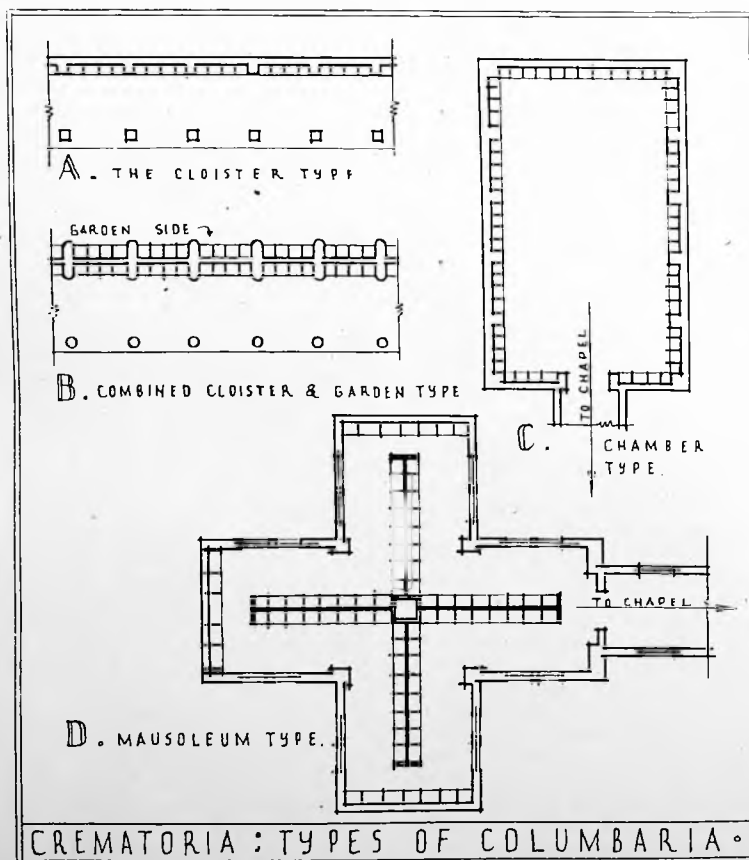 A. THE CLOISTER TYPE
GARDEN SIDE
B. COMBINED CLOISTER & GARDEN TYPE
TO CHAPEL
C. CHAMBER
TYPE.
TO CHAPEL
D. MAUSOLEUM TYPE.
CREMATORIA : TYPES OF COLUMBARIA.